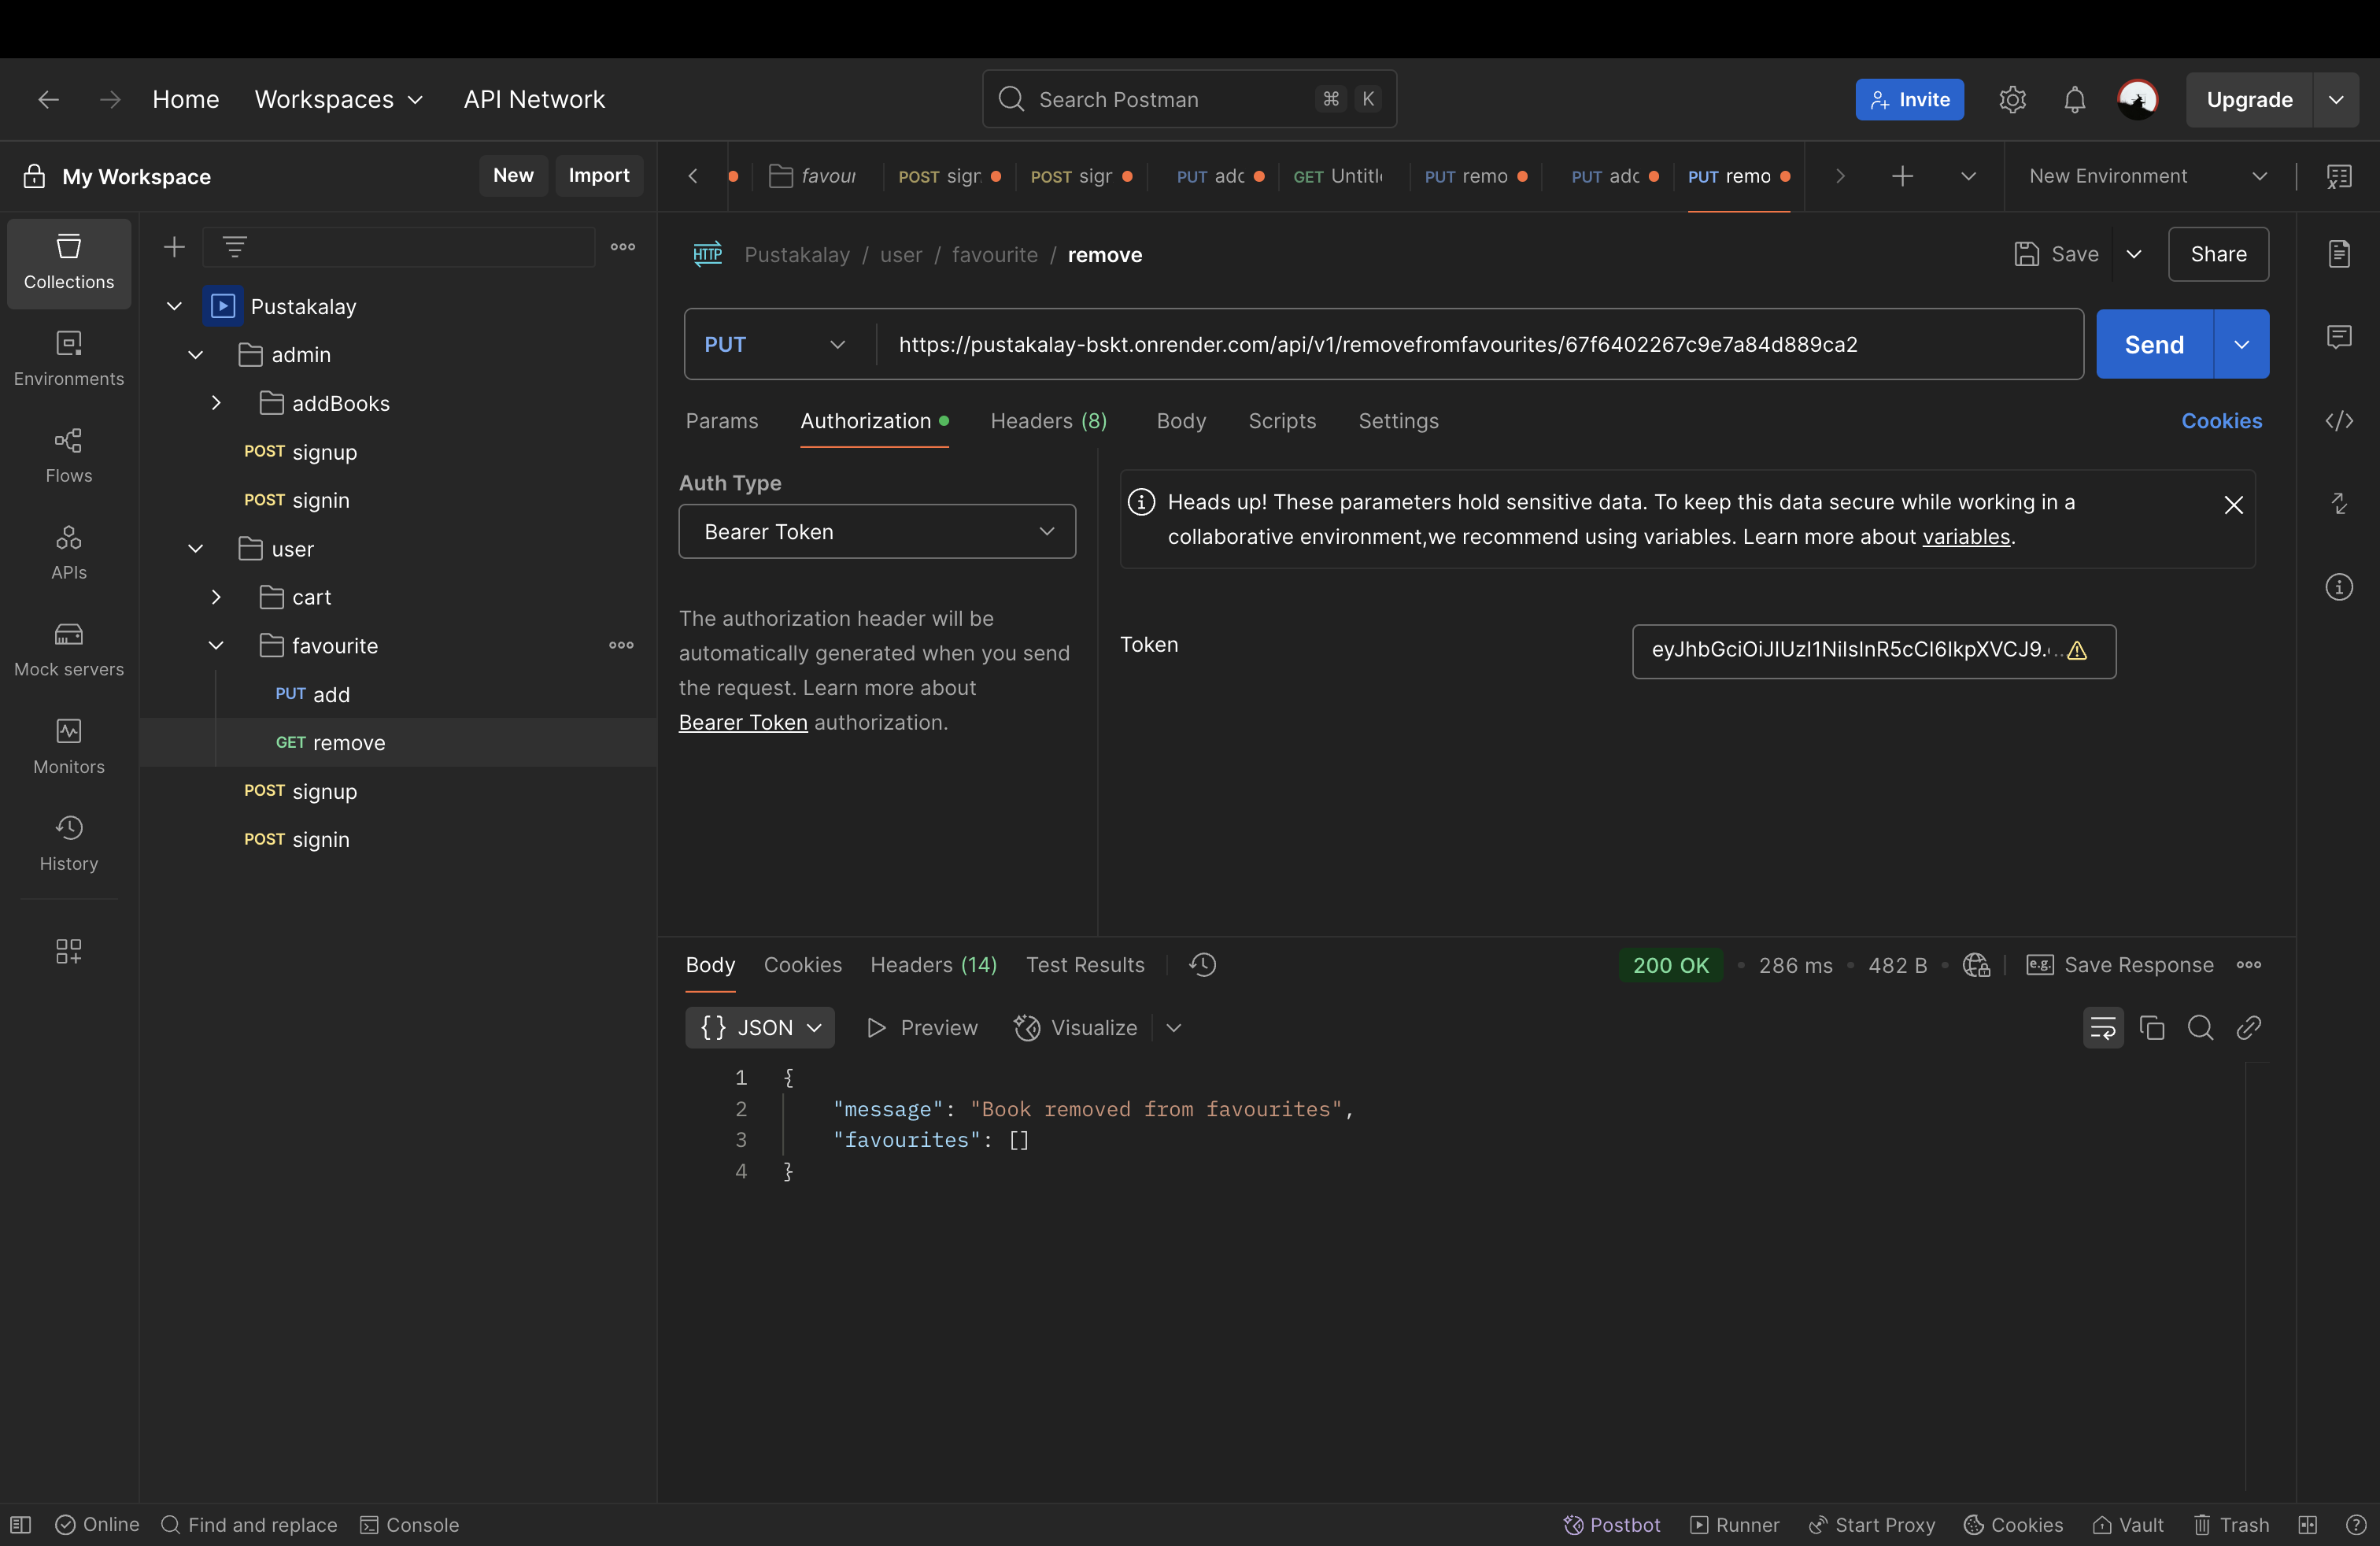 Home Workspaces API Network
Search Postman ⌘ K
Invite
Upgrade
My Workspace New Import
favour
POST sigr
POST sigr
PUT adc
GET Untitl
PUT remo
PUT adc
PUT remo
New Environment
Collections
Environments
Flows
APIs
Mock servers
Monitors
History
Pustakalay
admin
addBooks
POST signup
POST signin
user
cart
favourite
PUT add
GET remove
POST signup
POST signin
HTTP Pustakalay / user / favourite / remove
Save Share
PUT https://pustakalay-bskt.onrender.com/api/v1/removefromfavourites/67f6402267c9e7a84d889ca2 Send
Params Authorization Headers (8) Body Scripts Settings Cookies
Auth Type
Bearer Token
The authorization header will be
automatically generated when you send
the request. Learn more about
Bearer Token authorization.
Heads up! These parameters hold sensitive data. To keep this data secure while working in a
collaborative environment,we recommend using variables. Learn more about variables.
Token eyJhbGciOiJIUzI1NiIsInR5cCI6IkpXVCJ9.
Body Cookies Headers (14) Test Results
200 OK • 286 ms • 482 B
e.g. Save Response
{} JSON Preview Visualize
1 {
2 "message": "Book removed from favourites",
3 "favourites": []
4 }
Online Find and replace Console
Postbot Runner Start Proxy Cookies Vault Trash